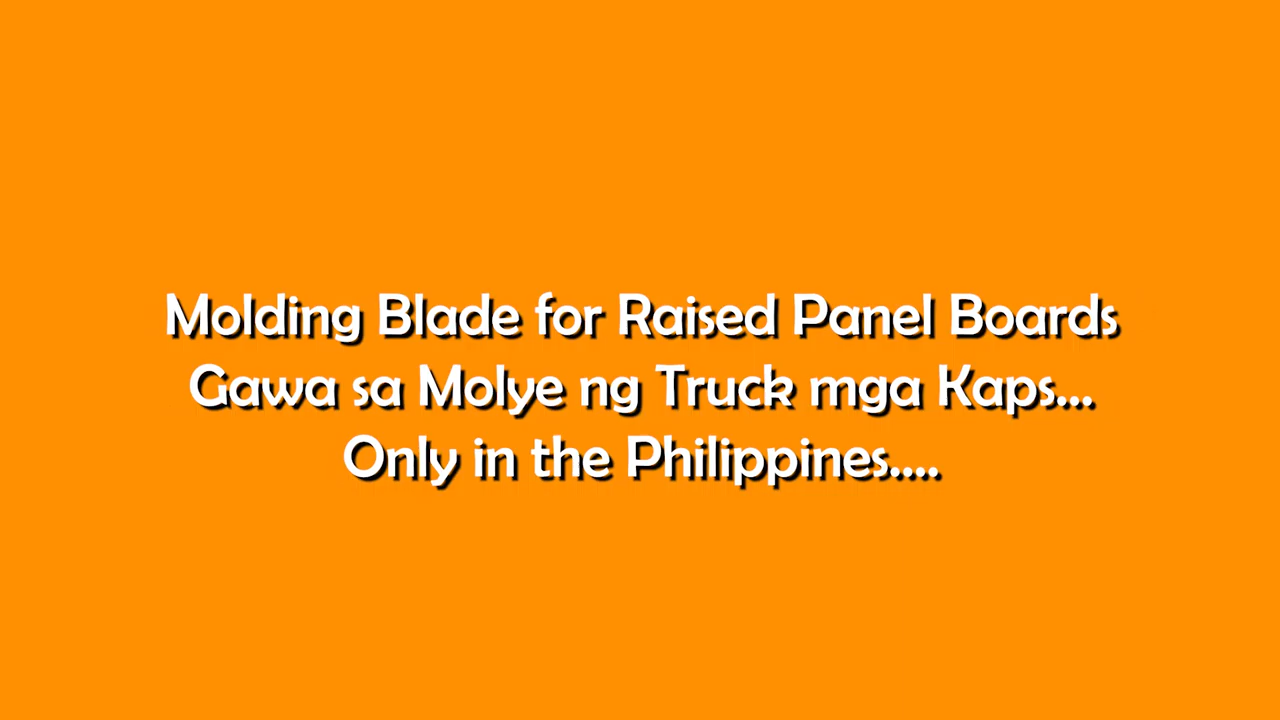 Molding Blade for Raised Panel Boards
Gawa sa Molye ng Truck mga Kaps...
Only in the Philippines....